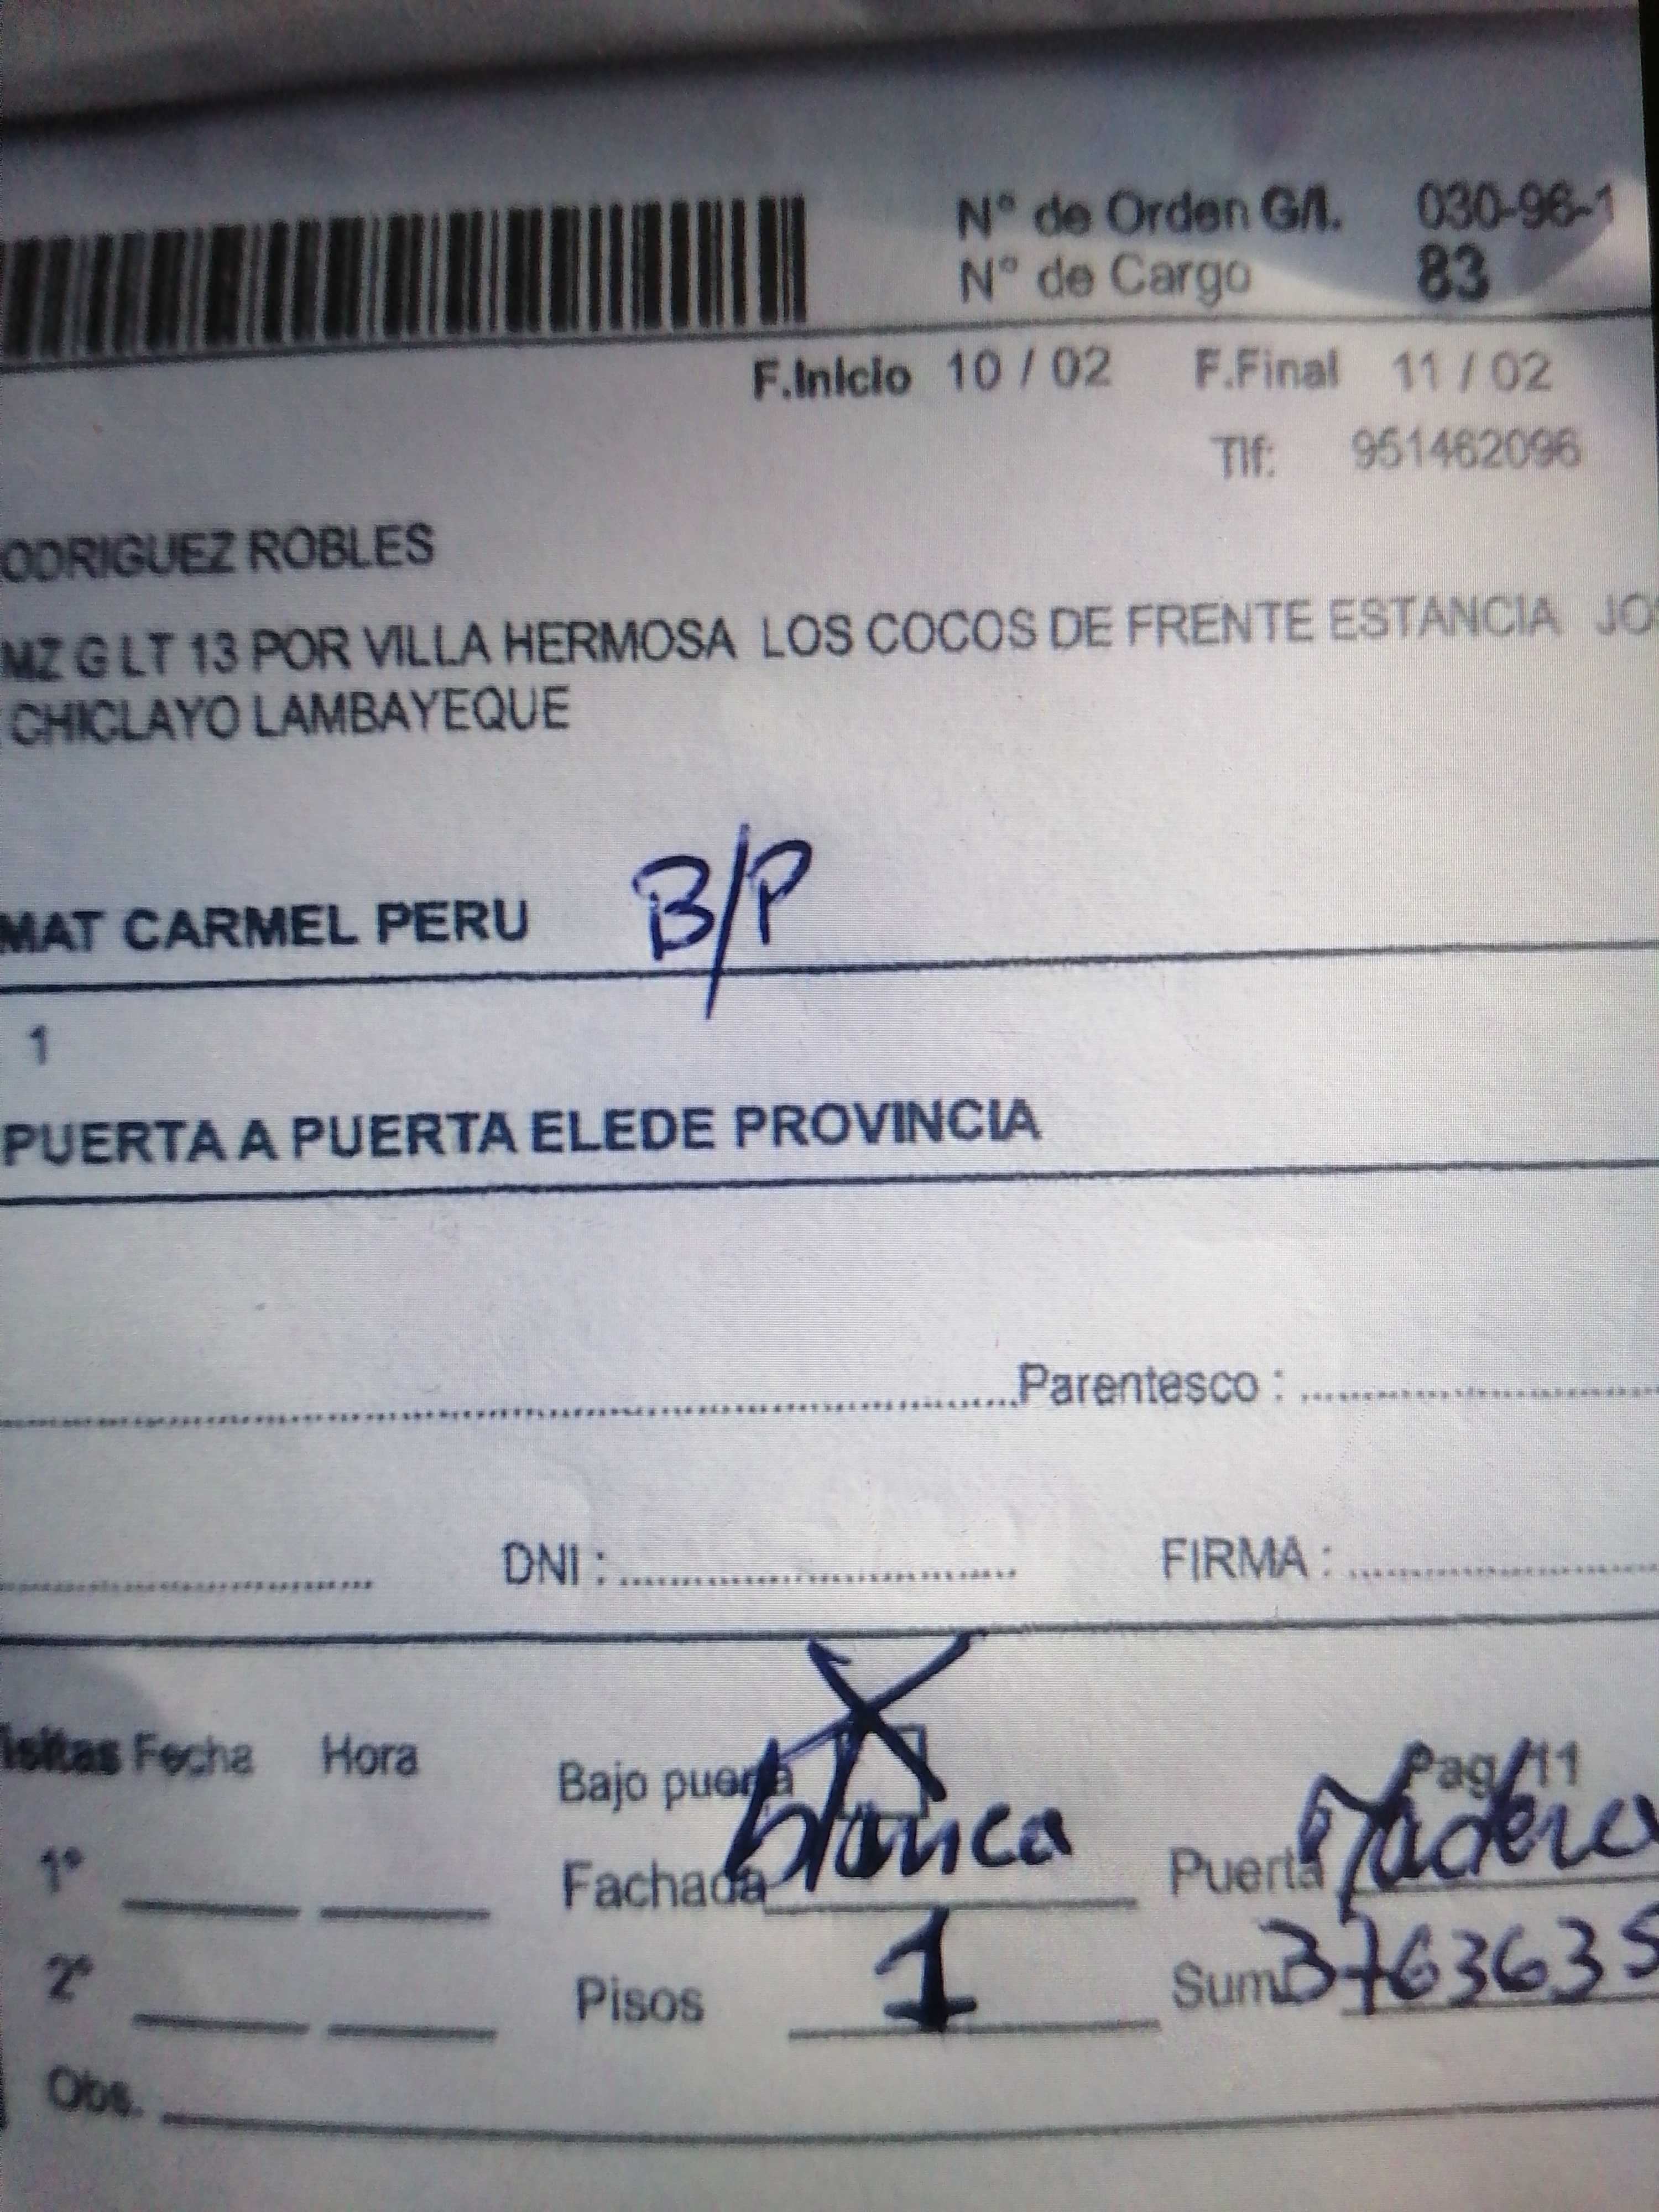 N° de Orden G/I. 030-96-1
N° de Cargo 83
F.Inicio 10 / 02 F.Final 11 / 02
Tlf: 951462096
ODRIGUEZ ROBLES
MZ G LT 13 POR VILLA HERMOSA LOS COCOS DE FRENTE ESTANCIA JOS
CHICLAYO LAMBAYEQUE
MAT CARMEL PERU B/P
1
PUERTA A PUERTA ELEDE PROVINCIA
Parentesco :
DNI : FIRMA :
isitas Fecha Hora Bajo puerta X Pag/11
1° Fachada blanca Puerta Madera
2° Pisos 1 Sum 3763635
Obs.